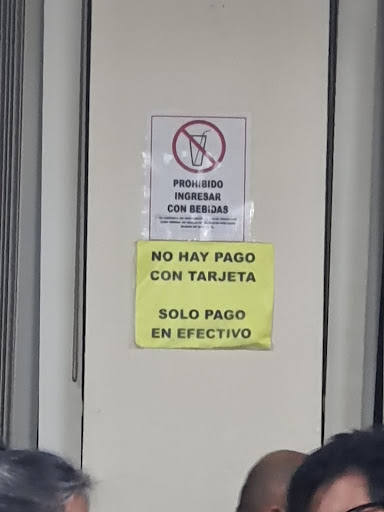 PROHIBIDO
INGRESAR
CON BEBIDAS
NO HAY PAGO
CON TARJETA
SOLO PAGO
EN EFECTIVO